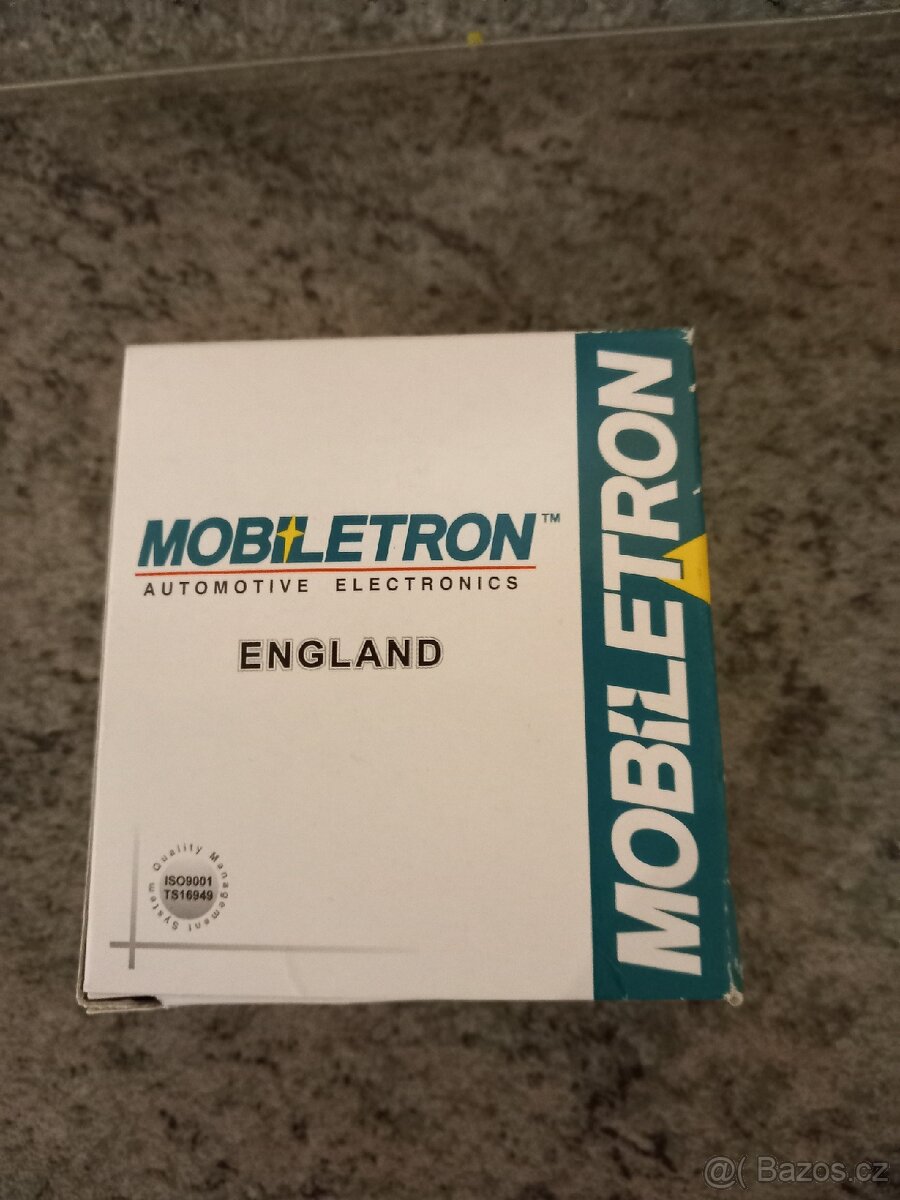 MOBILETRON™
AUTOMOTIVE ELECTRONICS
ENGLAND
MOBILETRON
Quality Management System
ISO9001
TS16949
@( Bazos.cz